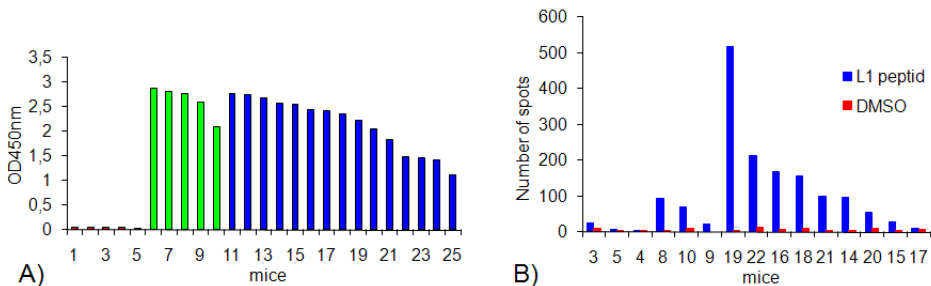 3,5
3
2,5
2
1,5
1
0,5
0
OD450nm
1 3 5 7 9 11 13 15 17 19 21 23 25
mice
A)
600
500
400
300
200
100
0
Number of spots
L1 peptid
DMSO
3 5 4 8 10 9 19 22 16 18 21 14 20 15 17
mice
B)